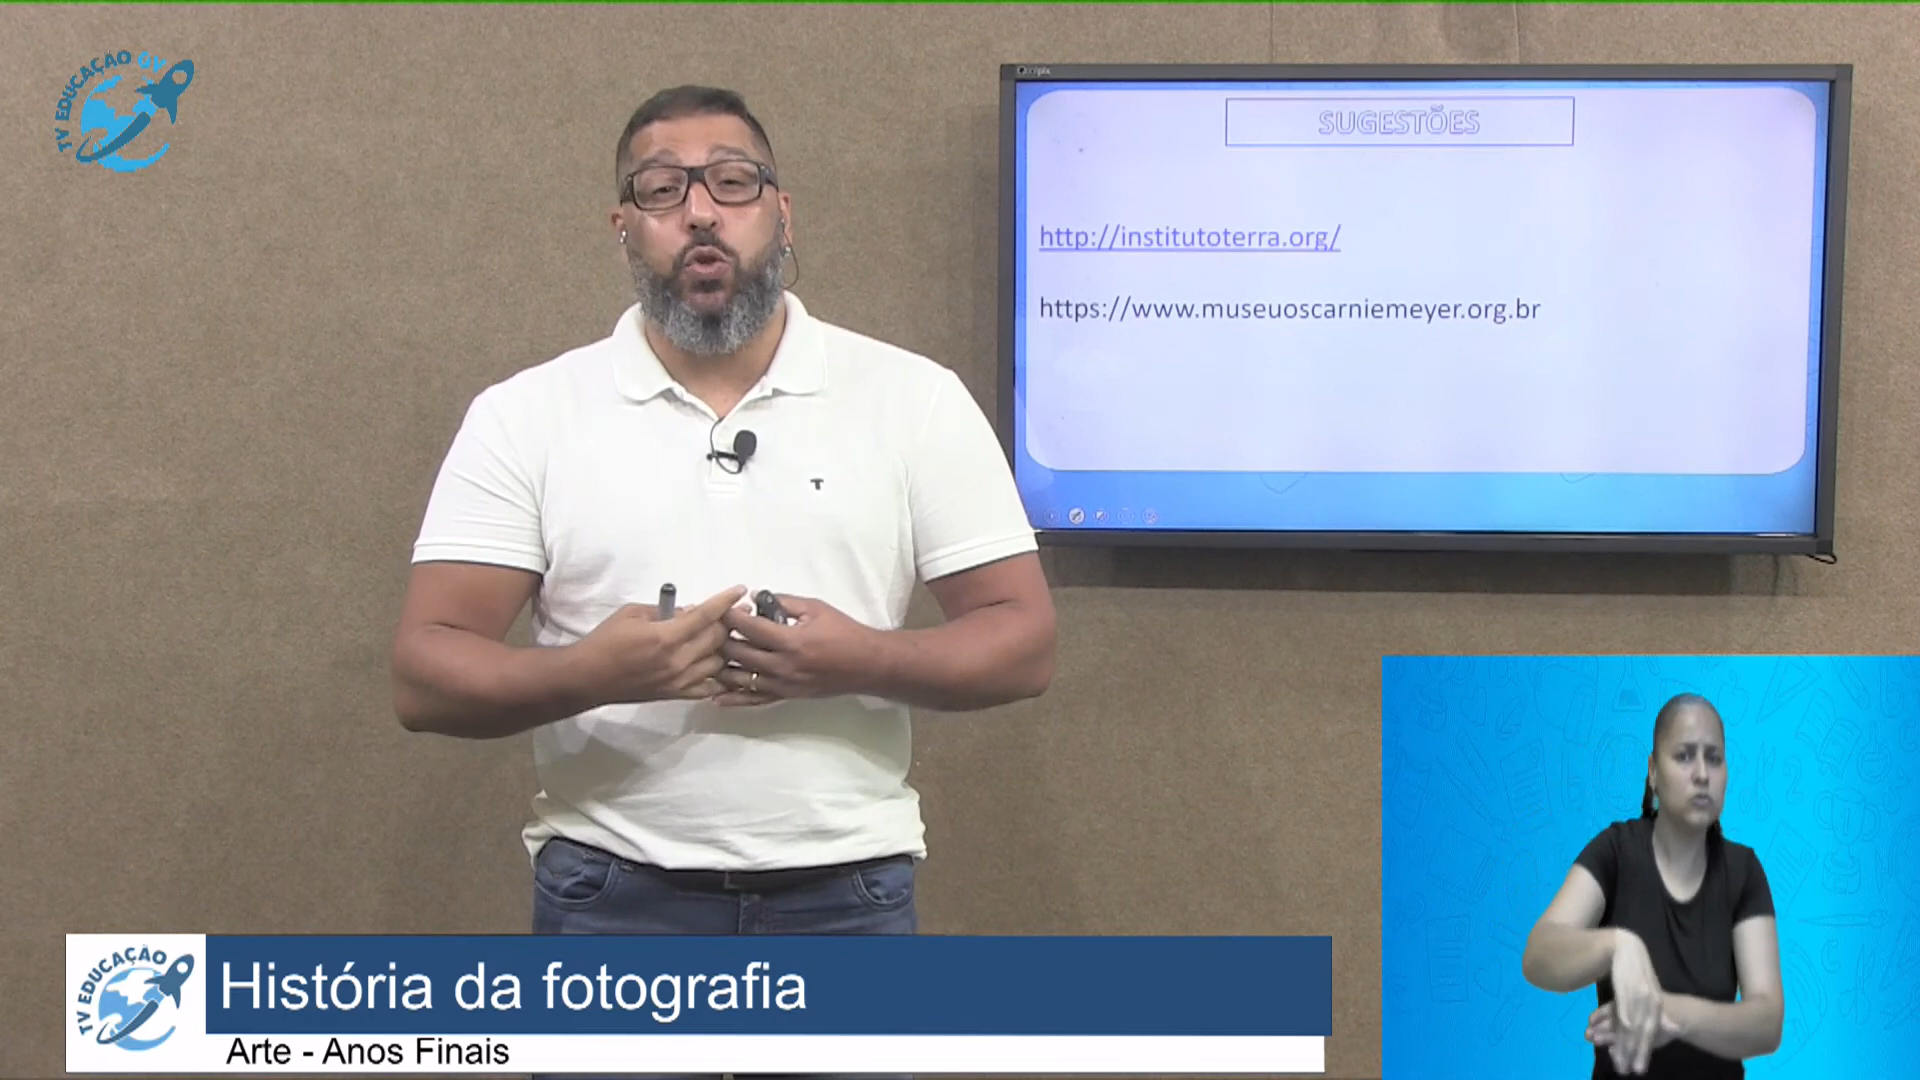 TV EDUCAÇÃO GV
SUGESTÕES
http://institutoterra.org/
https://www.museuoscarniemeyer.org.br
TV EDUCAÇÃO
História da fotografia
Arte - Anos Finais